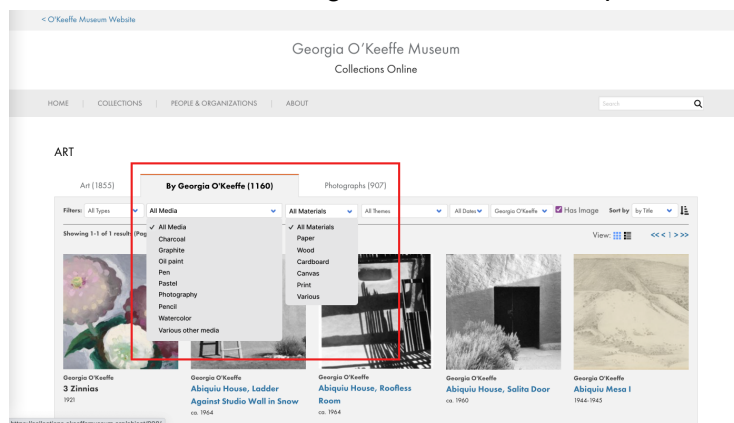 < O'Keeffe Museum Website
Georgia O'Keeffe Museum
Collections Online
HOME | COLLECTIONS | PEOPLE & ORGANIZATIONS | ABOUT
Search
ART
Art (1855)
By Georgia O'Keeffe (1160)
Photographs (907)
Filters: All Types All Media All Materials All Themes All Dates Georgia O'Keeffe Has Image Sort by by Title
Showing 1-1 of 1 results (Pag
View: << < 1 > >>
✓ All Media
Charcoal
Graphite
Oil paint
Pen
Pastel
Photography
Pencil
Watercolor
Various other media
✓ All Materials
Paper
Wood
Cardboard
Canvas
Print
Various
Georgia O'Keeffe
3 Zinnias
1921
Georgia O'Keeffe
Abiquiu House, Ladder
Against Studio Wall in Snow
ca. 1964
Georgia O'Keeffe
Abiquiu House, Roofless
Room
ca. 1964
Georgia O'Keeffe
Abiquiu House, Salita Door
ca. 1960
Georgia O'Keeffe
Abiquiu Mesa I
1944-1945